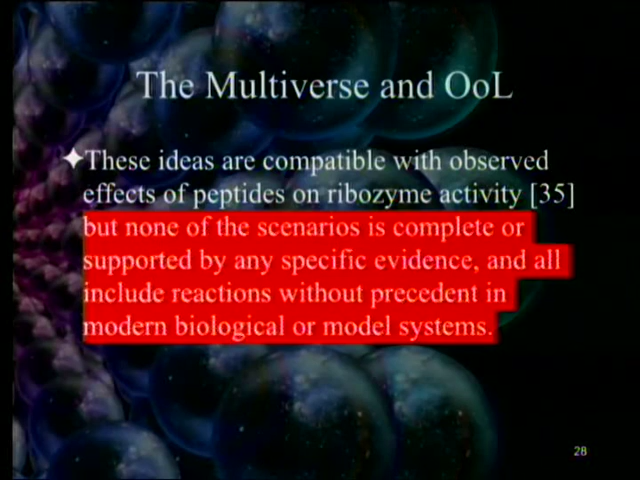 The Multiverse and OoL
These ideas are compatible with observed
effects of peptides on ribozyme activity [35]
but none of the scenarios is complete or
supported by any specific evidence, and all
include reactions without precedent in
modern biological or model systems.
28